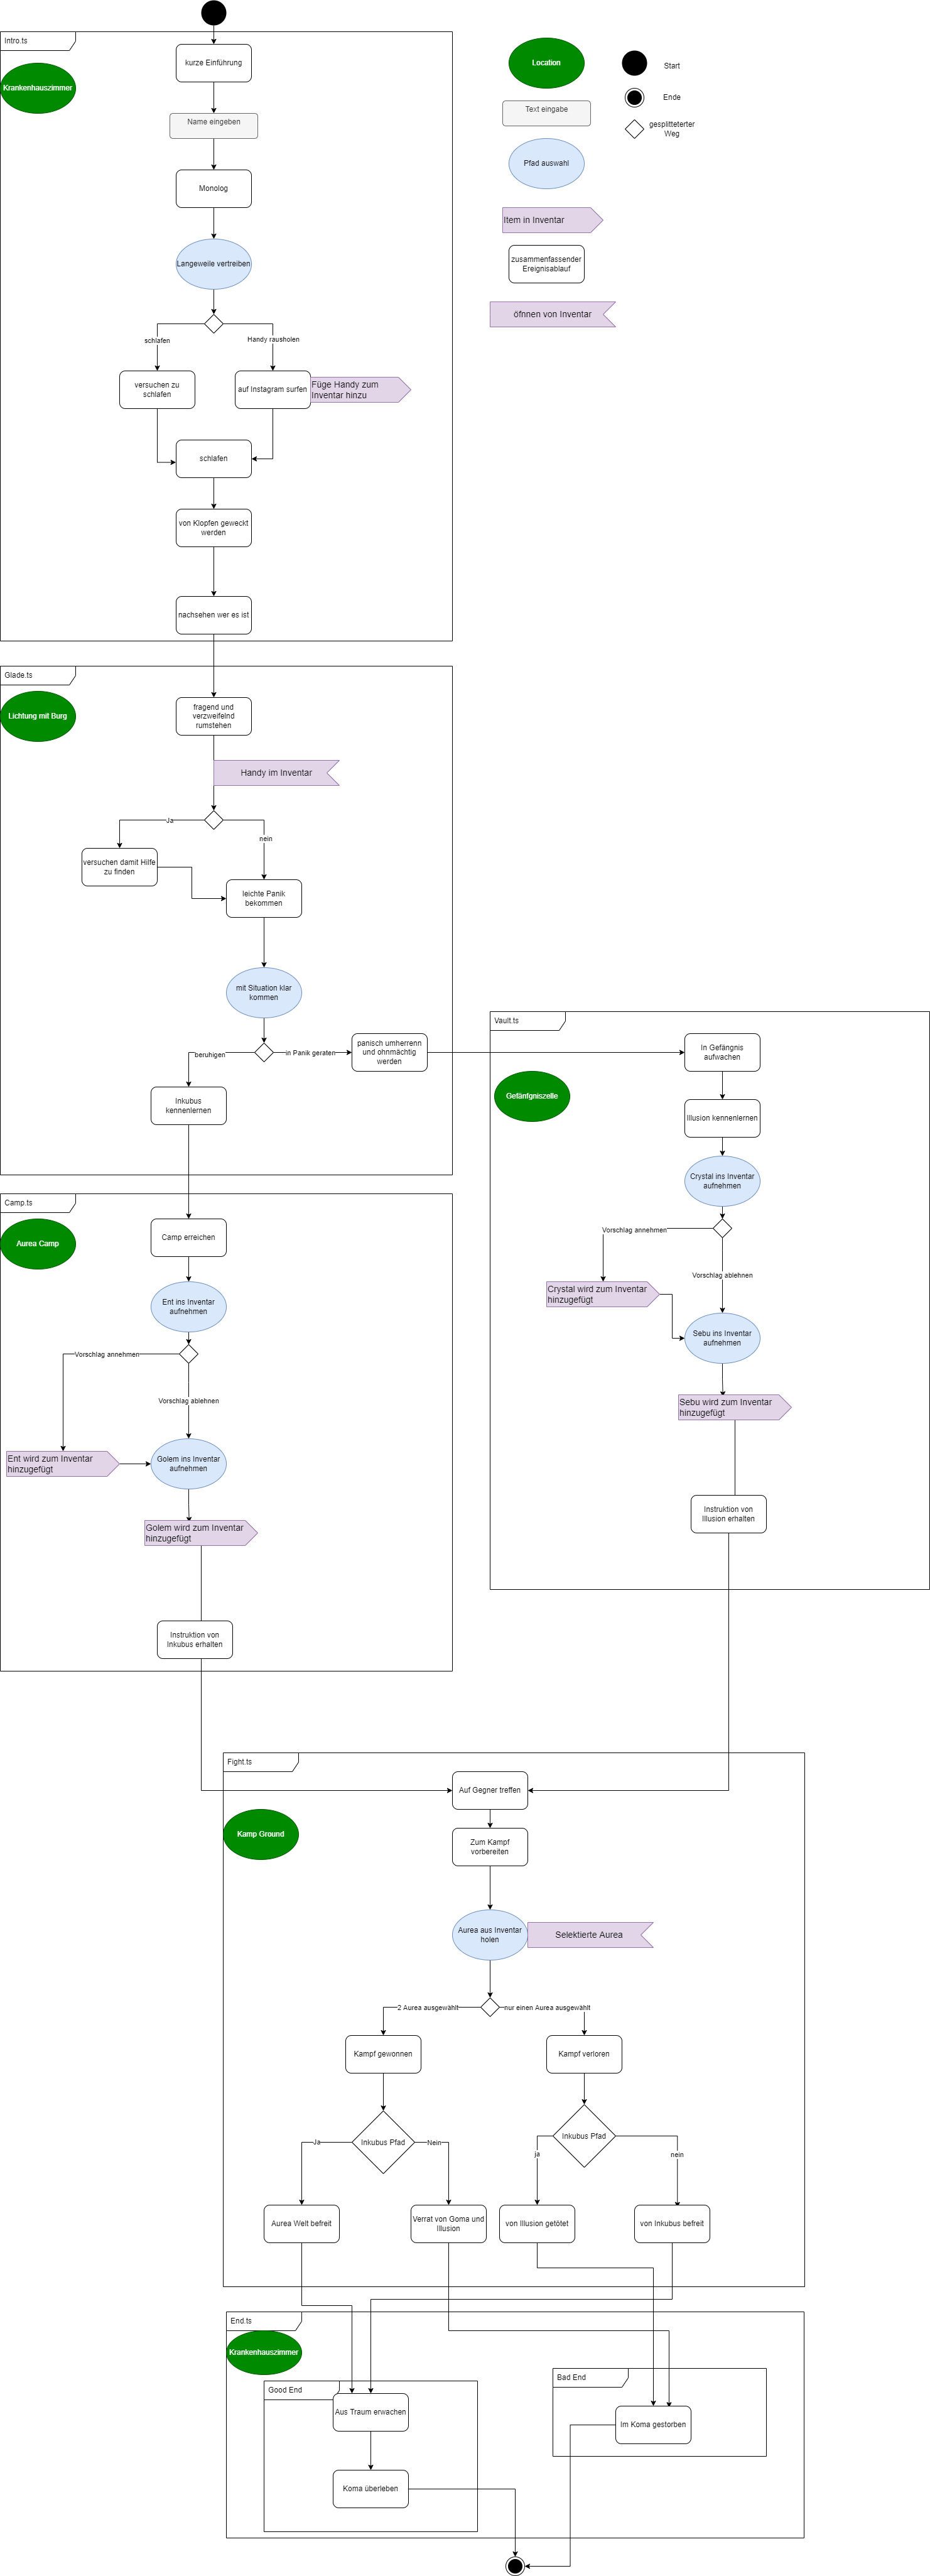 Intro.ts
Krankenhauszimmer
kurze Einführung
Name eingeben
Monolog
Langeweile vertreiben
schlafen
Handy rausholen
versuchen zu
schlafen
auf Instagram surfen
Füge Handy zum
Inventar hinzu
schlafen
von Klopfen geweckt
werden
nachsehen wer es ist
Location
Start
Text eingabe
Ende
Pfad auswahl
gesplitteterter
Weg
Item in Inventar
zusammenfassender
Ereignisablauf
öfnnen von Inventar
Glade.ts
Lichtung mit Burg
fragend und
verzweifelnd
rumstehen
Handy im Inventar
Ja
nein
versuchen damit Hilfe
zu finden
leichte Panik
bekommen
mit Situation klar
kommen
beruhigen
in Panik geraten
panisch umherrenn
und ohnmächtig
werden
Inkubus
kennenlernen
Vault.ts
Gefänfgniszelle
In Gefängnis
aufwachen
Illusion kennenlernen
Crystal ins Inventar
aufnehmen
Vorschlag annehmen
Vorschlag ablehnen
Crystal wird zum Inventar
hinzugefügt
Sebu ins Inventar
aufnehmen
Sebu wird zum Inventar
hinzugefügt
Instruktion von
Illusion erhalten
Camp.ts
Aurea Camp
Camp erreichen
Ent ins Inventar
aufnehmen
Vorschlag annehmen
Vorschlag ablehnen
Ent wird zum Inventar
hinzugefügt
Golem ins Inventar
aufnehmen
Golem wird zum Inventar
hinzugefügt
Instruktion von
Inkubus erhalten
Fight.ts
Kamp Ground
Auf Gegner treffen
Zum Kampf
vorbereiten
Aurea aus Inventar
holen
Selektierte Aurea
2 Aurea ausgewählt
nur einen Aurea ausgewählt
Kampf gewonnen
Kampf verloren
Inkubus Pfad
Inkubus Pfad
Ja
Nein
ja
nein
Aurea Welt befreit
Verrat von Goma und
Illusion
von Illusion getötet
von Inkubus befreit
End.ts
Krankenhauszimmer
Good End
Aus Traum erwachen
Koma überleben
Bad End
Im Koma gestorben